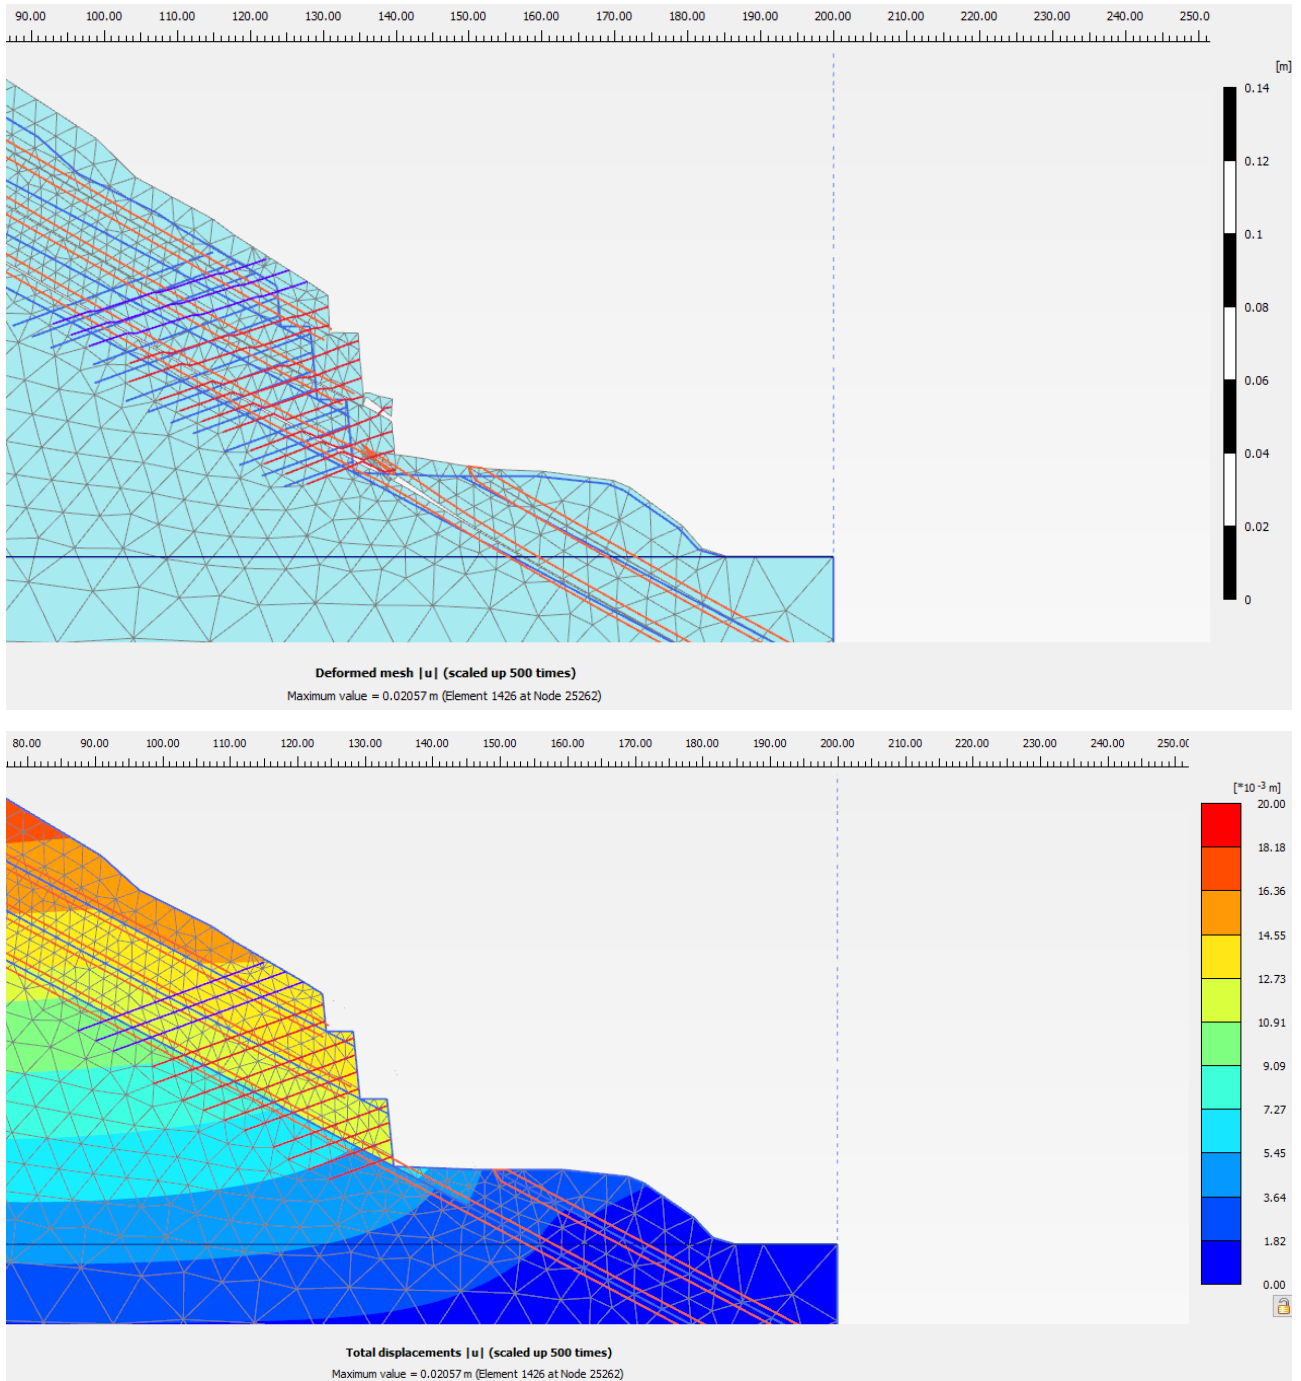 90.00 100.00 110.00 120.00 130.00 140.00 150.00 160.00 170.00 180.00 190.00 200.00 210.00 220.00 230.00 240.00 250.0
[m]
0.14
0.12
0.1
0.08
0.06
0.04
0.02
0
Deformed mesh |u| (scaled up 500 times)
Maximum value = 0.02057 m (Element 1426 at Node 25262)
80.00 90.00 100.00 110.00 120.00 130.00 140.00 150.00 160.00 170.00 180.00 190.00 200.00 210.00 220.00 230.00 240.00 250.0
[*10 -3 m]
20.00
18.18
16.36
14.55
12.73
10.91
9.09
7.27
5.45
3.64
1.82
0.00
Total displacements |u| (scaled up 500 times)
Maximum value = 0.02057 m (Element 1426 at Node 25262)